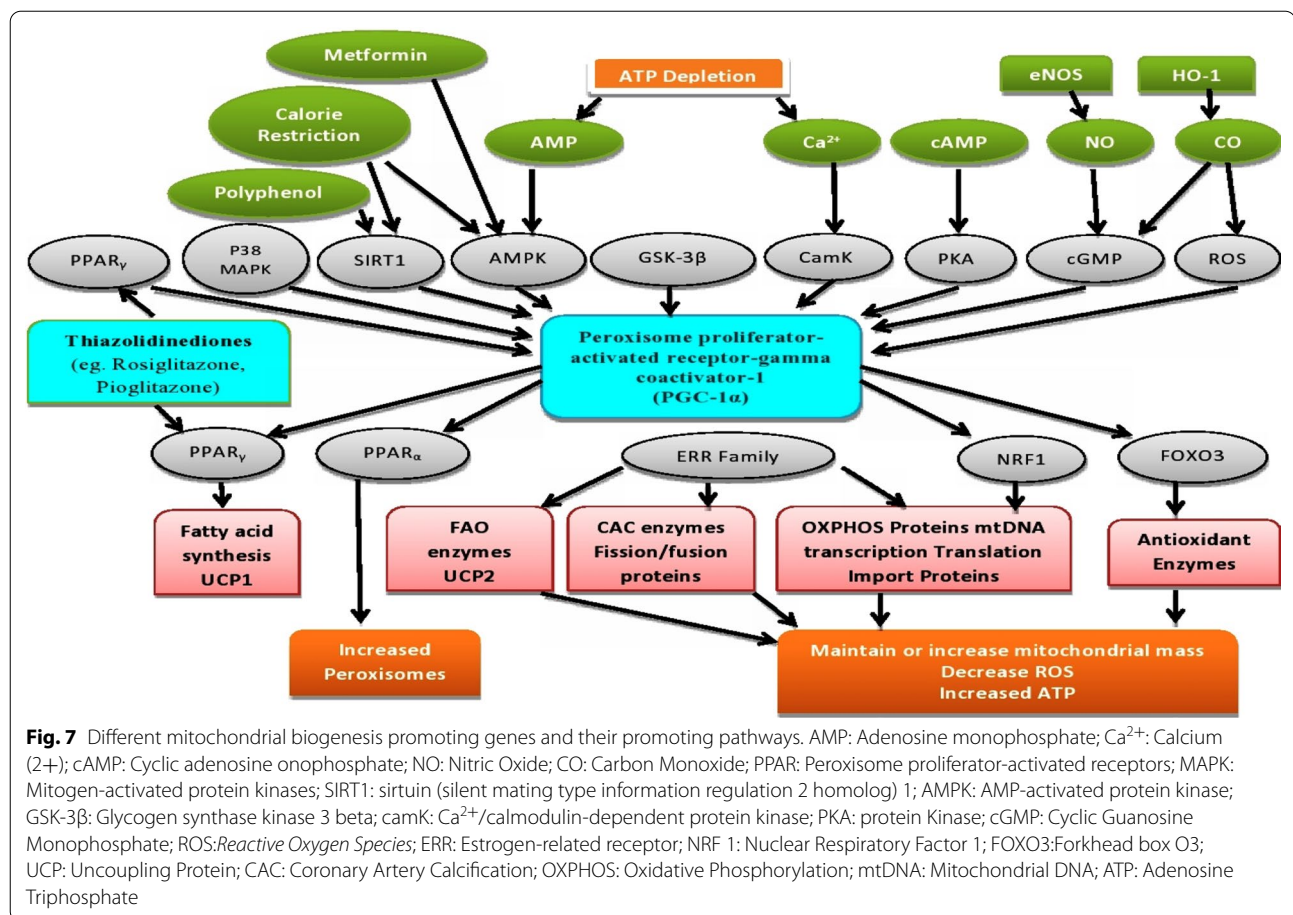 Metformin
ATP Depletion
eNOS
HO-1
Calorie
Restriction
AMP
Ca²⁺
cAMP
NO
CO
Polyphenol
PPARᵧ
P38
MAPK
SIRT1
AMPK
GSK-3β
CamK
PKA
cGMP
ROS
Thiazolidinediones
(eg. Rosiglitazone,
Pioglitazone)
Peroxisome proliferator-
activated receptor-gamma
coactivator-1
(PGC-1α)
PPARᵧ
PPARα
ERR Family
NRF1
FOXO3
Fatty acid
synthesis
UCP1
FAO
enzymes
UCP2
CAC enzymes
Fission/fusion
proteins
OXPHOS Proteins mtDNA
transcription Translation
Import Proteins
Antioxidant
Enzymes
Increased
Peroxisomes
Maintain or increase mitochondrial mass
Decrease ROS
Increased ATP
Fig. 7 Different mitochondrial biogenesis promoting genes and their promoting pathways. AMP: Adenosine monophosphate; Ca²⁺: Calcium
(2+); cAMP: Cyclic adenosine onophosphate; NO: Nitric Oxide; CO: Carbon Monoxide; PPAR: Peroxisome proliferator-activated receptors; MAPK:
Mitogen-activated protein kinases; SIRT1: sirtuin (silent mating type information regulation 2 homolog) 1; AMPK: AMP-activated protein kinase;
GSK-3β: Glycogen synthase kinase 3 beta; camK: Ca²⁺/calmodulin-dependent protein kinase; PKA: protein Kinase; cGMP: Cyclic Guanosine
Monophosphate; ROS:Reactive Oxygen Species; ERR: Estrogen-related receptor; NRF 1: Nuclear Respiratory Factor 1; FOXO3:Forkhead box O3;
UCP: Uncoupling Protein; CAC: Coronary Artery Calcification; OXPHOS: Oxidative Phosphorylation; mtDNA: Mitochondrial DNA; ATP: Adenosine
Triphosphate